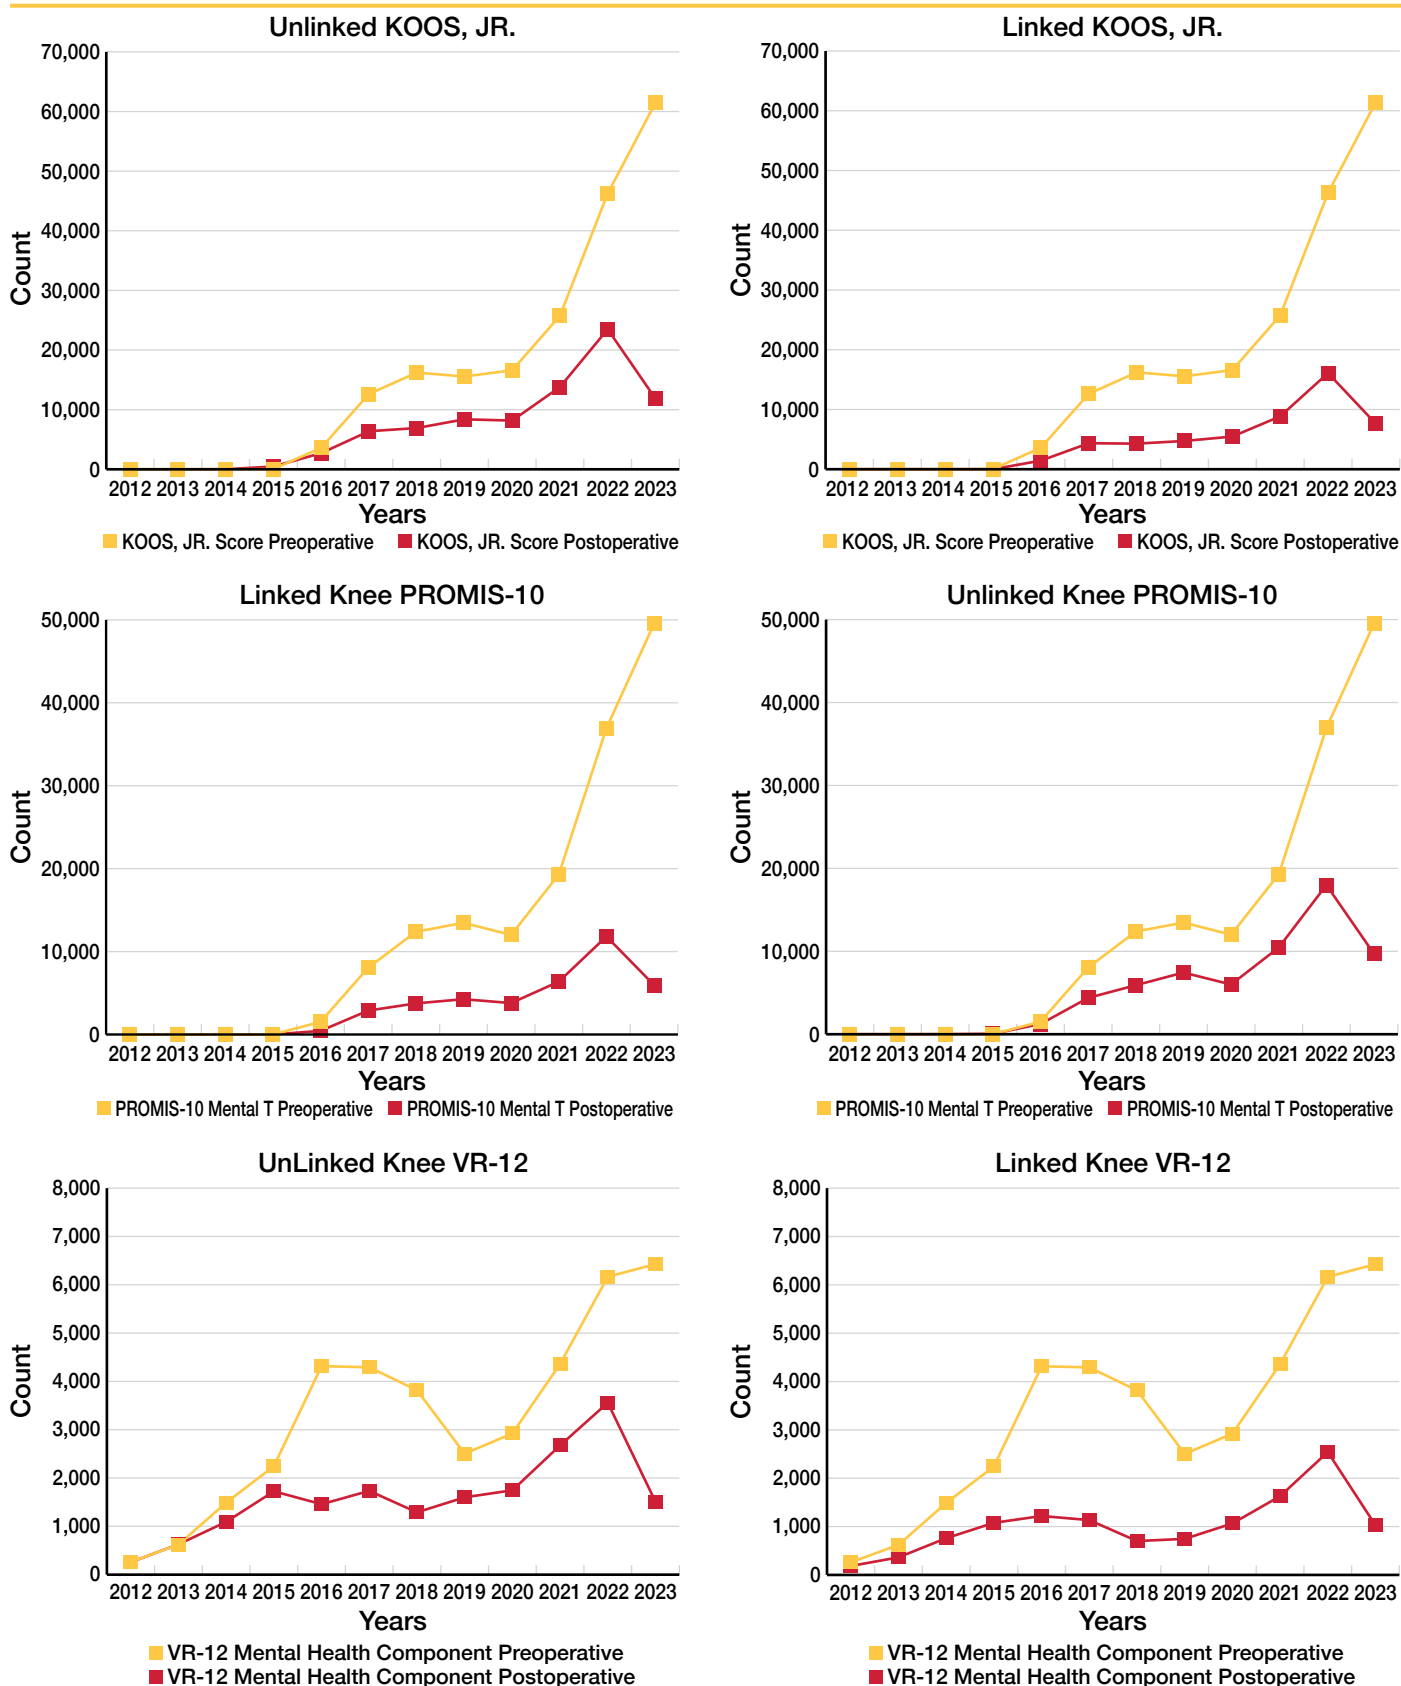 Unlinked KOOS, JR.
70,000
60,000
50,000
40,000
30,000
20,000
10,000
0
Count
2012 2013 2014 2015 2016 2017 2018 2019 2020 2021 2022 2023
Years
KOOS, JR. Score Preoperative KOOS, JR. Score Postoperative
Linked KOOS, JR.
70,000
60,000
50,000
40,000
30,000
20,000
10,000
0
Count
2012 2013 2014 2015 2016 2017 2018 2019 2020 2021 2022 2023
Years
KOOS, JR. Score Preoperative KOOS, JR. Score Postoperative
Linked Knee PROMIS-10
50,000
40,000
30,000
20,000
10,000
0
Count
2012 2013 2014 2015 2016 2017 2018 2019 2020 2021 2022 2023
Years
PROMIS-10 Mental T Preoperative PROMIS-10 Mental T Postoperative
Unlinked Knee PROMIS-10
50,000
40,000
30,000
20,000
10,000
0
Count
2012 2013 2014 2015 2016 2017 2018 2019 2020 2021 2022 2023
Years
PROMIS-10 Mental T Preoperative PROMIS-10 Mental T Postoperative
UnLinked Knee VR-12
8,000
7,000
6,000
5,000
4,000
3,000
2,000
1,000
0
Count
2012 2013 2014 2015 2016 2017 2018 2019 2020 2021 2022 2023
Years
VR-12 Mental Health Component Preoperative
VR-12 Mental Health Component Postoperative
Linked Knee VR-12
8,000
7,000
6,000
5,000
4,000
3,000
2,000
1,000
0
Count
2012 2013 2014 2015 2016 2017 2018 2019 2020 2021 2022 2023
Years
VR-12 Mental Health Component Preoperative
VR-12 Mental Health Component Postoperative